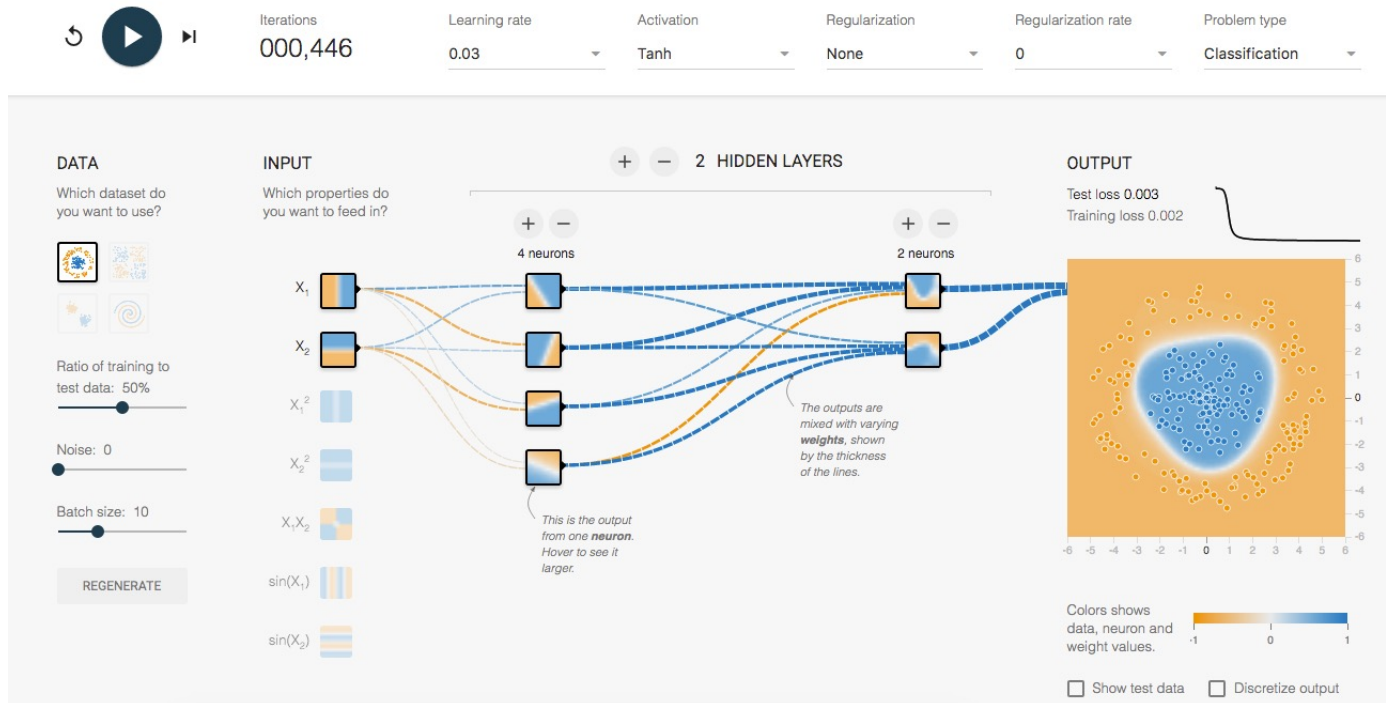 Iterations
000,446
Learning rate
0.03
Activation
Tanh
Regularization
None
Regularization rate
0
Problem type
Classification
DATA
Which dataset do
you want to use?
Ratio of training to
test data: 50%
Noise: 0
Batch size: 10
REGENERATE
INPUT
Which properties do
you want to feed in?
X₁
X₂
X₁²
X₂²
X₁X₂
sin(X₁)
sin(X₂)
+ − 2 HIDDEN LAYERS
+ −
4 neurons
+ −
2 neurons
This is the output
from one neuron.
Hover to see it
larger.
The outputs are
mixed with varying
weights, shown
by the thickness
of the lines.
OUTPUT
Test loss 0.003
Training loss 0.002
6
5
4
3
2
1
0
-1
-2
-3
-4
-5
-6
-6 -5 -4 -3 -2 -1 0 1 2 3 4 5 6
Colors shows
data, neuron and
weight values.
-1 0 1
Show test data
Discretize output